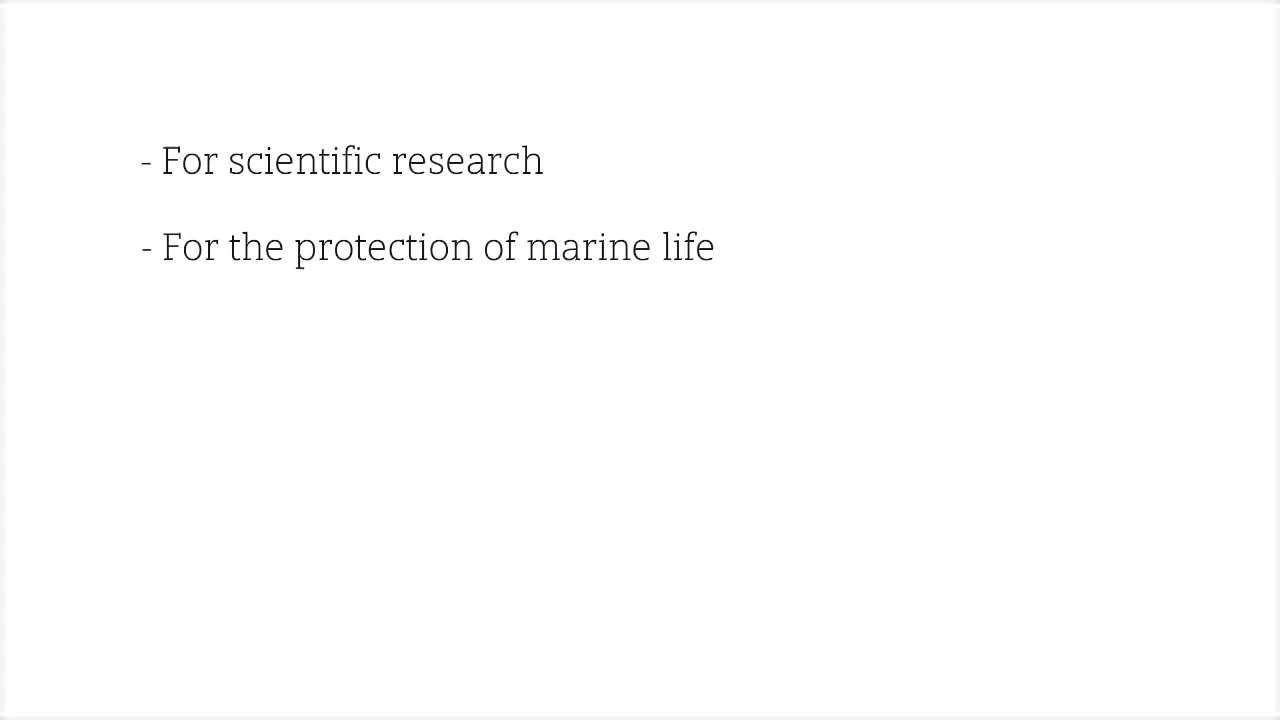 - For scientific research
- For the protection of marine life